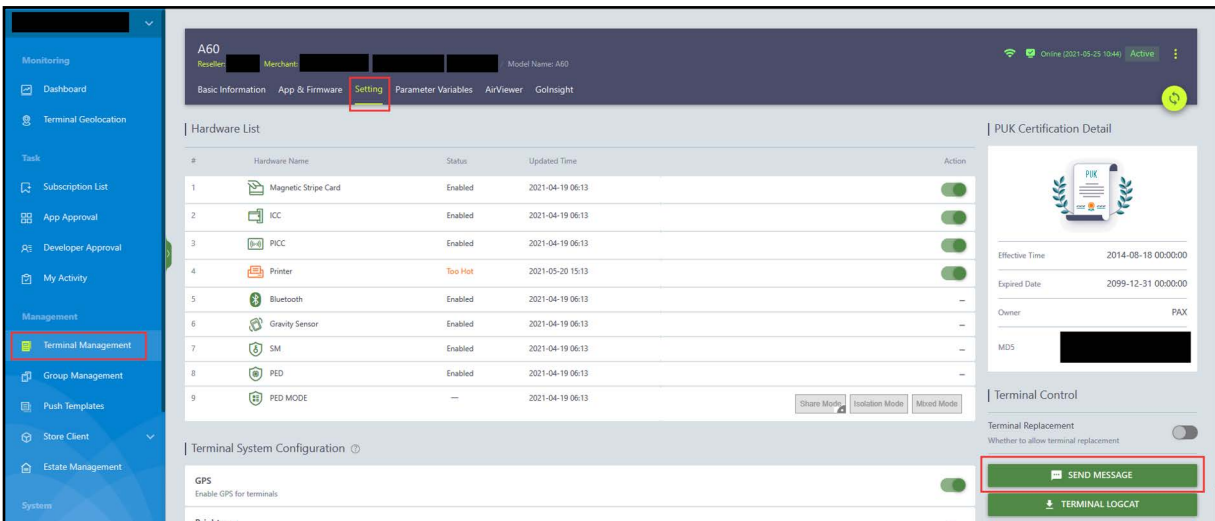 Monitoring
Dashboard
Terminal Geolocation
Task
Subscription List
App Approval
Developer Approval
My Activity
Management
Terminal Management
Group Management
Push Templates
Store Client
Estate Management
System
A60
Reseller: Merchant: Model Name: A60
Online (2021-05-25 10:44) Active
Basic Information App & Firmware Setting Parameter Variables AirViewer GoInsight
Hardware List
# Hardware Name Status Updated Time Action
1 Magnetic Stripe Card Enabled 2021-04-19 06:13
2 ICC Enabled 2021-04-19 06:13
3 PICC Enabled 2021-04-19 06:13
4 Printer Too Hot 2021-05-20 15:13
5 Bluetooth Enabled 2021-04-19 06:13 –
6 Gravity Sensor Enabled 2021-04-19 06:13 –
7 SM Enabled 2021-04-19 06:13 –
8 PED Enabled 2021-04-19 06:13 –
9 PED MODE — 2021-04-19 06:13 Share Mode Isolation Mode Mixed Mode
Terminal System Configuration
GPS
Enable GPS for terminals
PUK Certification Detail
PUK
Effective Time 2014-08-18 00:00:00
Expired Date 2099-12-31 00:00:00
Owner PAX
MD5
Terminal Control
Terminal Replacement
Whether to allow terminal replacement
SEND MESSAGE
TERMINAL LOGCAT